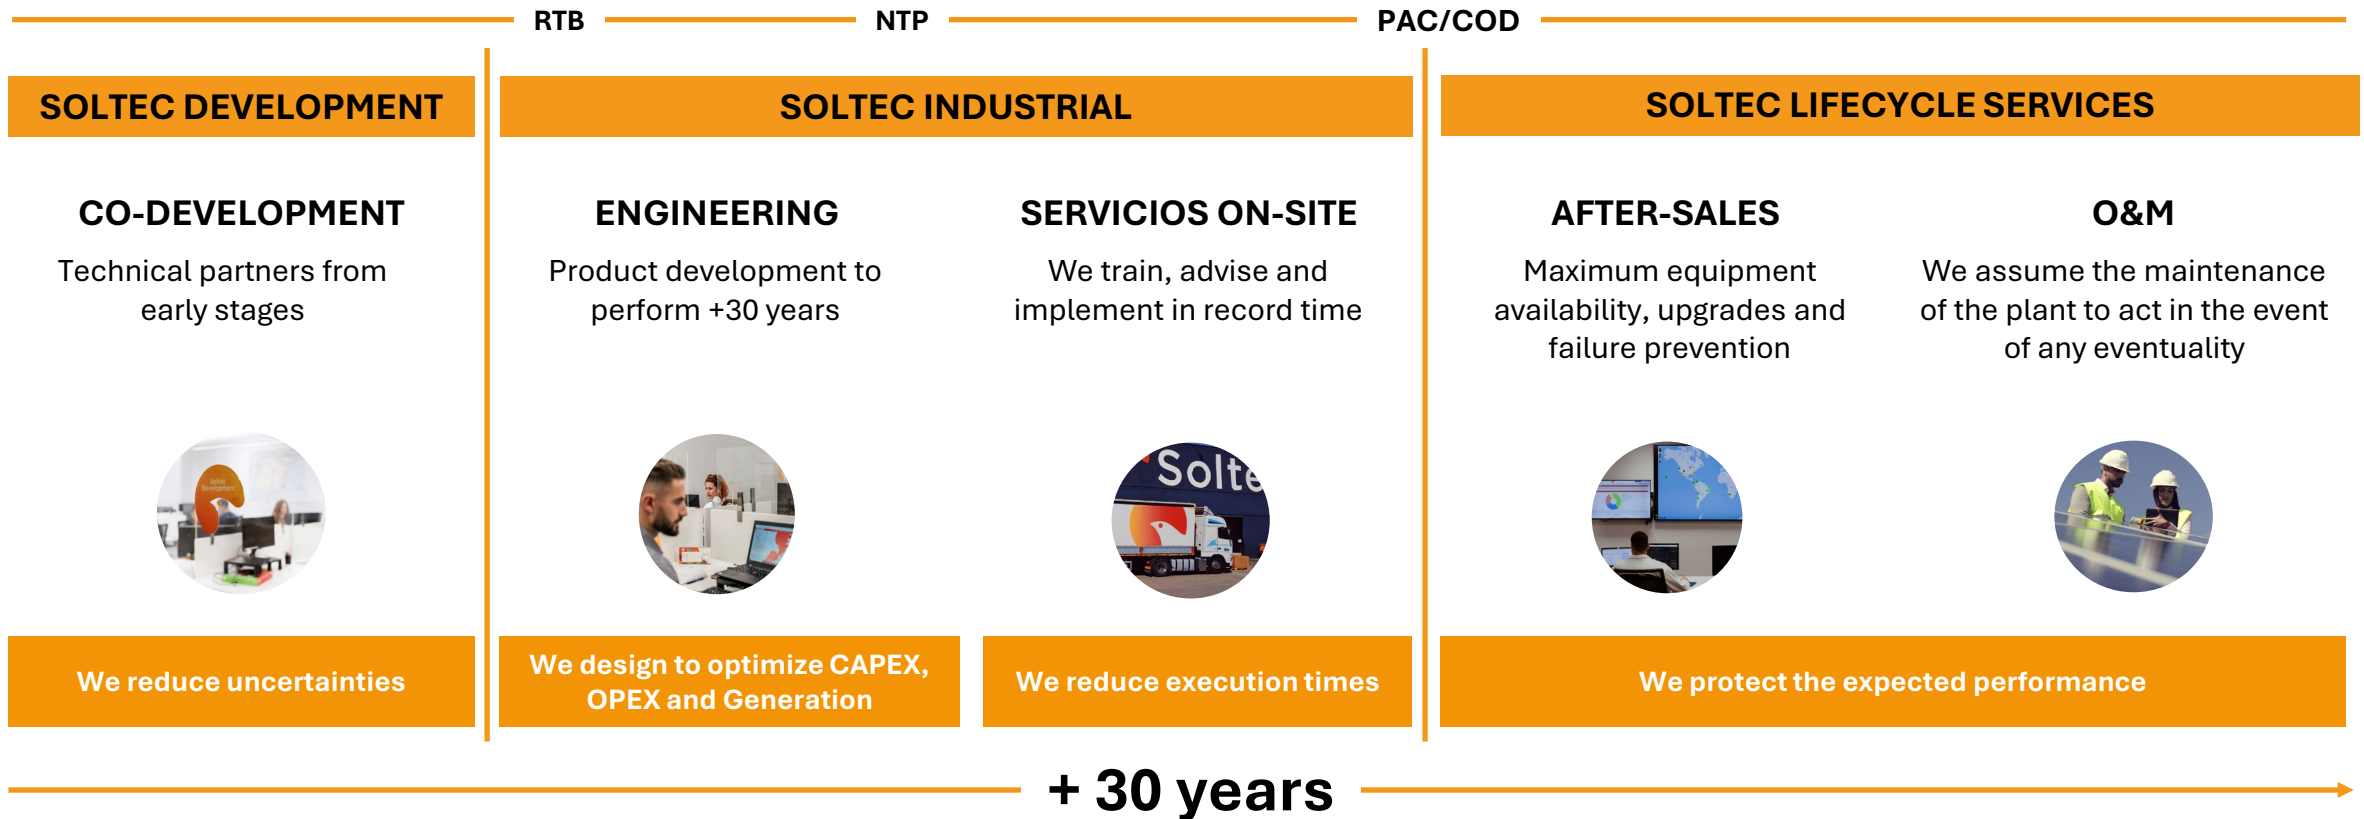 RTB
NTP
PAC/COD
SOLTEC DEVELOPMENT
SOLTEC INDUSTRIAL
SOLTEC LIFECYCLE SERVICES
CO-DEVELOPMENT
Technical partners from
early stages
ENGINEERING
Product development to
perform +30 years
SERVICIOS ON-SITE
We train, advise and
implement in record time
AFTER-SALES
Maximum equipment
availability, upgrades and
failure prevention
O&M
We assume the maintenance
of the plant to act in the event
of any eventuality
Soltec
Development
Solte
We reduce uncertainties
We design to optimize CAPEX,
OPEX and Generation
We reduce execution times
We protect the expected performance
+ 30 years